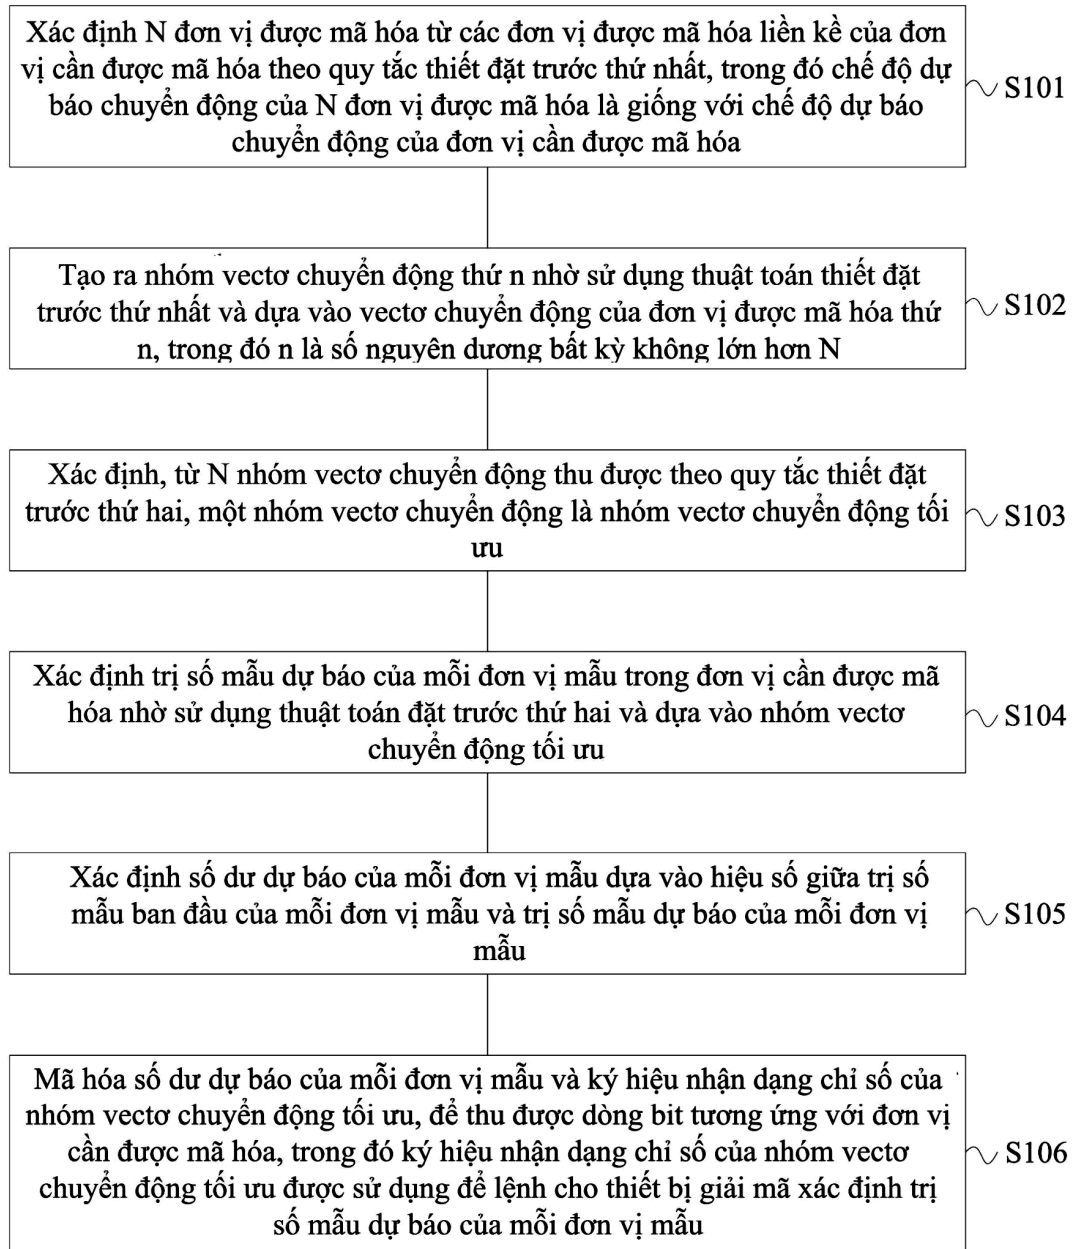 Xác định N đơn vị được mã hóa từ các đơn vị được mã hóa liền kề của đơn
vị cần được mã hóa theo quy tắc thiết đặt trước thứ nhất, trong đó chế độ dự
báo chuyển động của N đơn vị được mã hóa là giống với chế độ dự báo
chuyển động của đơn vị cần được mã hóa
S101
Tạo ra nhóm vectơ chuyển động thứ n nhờ sử dụng thuật toán thiết đặt
trước thứ nhất và dựa vào vectơ chuyển động của đơn vị được mã hóa thứ
n, trong đó n là số nguyên dương bất kỳ không lớn hơn N
S102
Xác định, từ N nhóm vectơ chuyển động thu được theo quy tắc thiết đặt
trước thứ hai, một nhóm vectơ chuyển động là nhóm vectơ chuyển động tối
ưu
S103
Xác định trị số mẫu dự báo của mỗi đơn vị mẫu trong đơn vị cần được mã
hóa nhờ sử dụng thuật toán đặt trước thứ hai và dựa vào nhóm vectơ
chuyển động tối ưu
S104
Xác định số dư dự báo của mỗi đơn vị mẫu dựa vào hiệu số giữa trị số
mẫu ban đầu của mỗi đơn vị mẫu và trị số mẫu dự báo của mỗi đơn vị
mẫu
S105
Mã hóa số dư dự báo của mỗi đơn vị mẫu và ký hiệu nhận dạng chỉ số của
nhóm vectơ chuyển động tối ưu, để thu được dòng bit tương ứng với đơn vị
cần được mã hóa, trong đó ký hiệu nhận dạng chỉ số của nhóm vectơ
chuyển động tối ưu được sử dụng để lệnh cho thiết bị giải mã xác định trị
số mẫu dự báo của mỗi đơn vị mẫu
S106